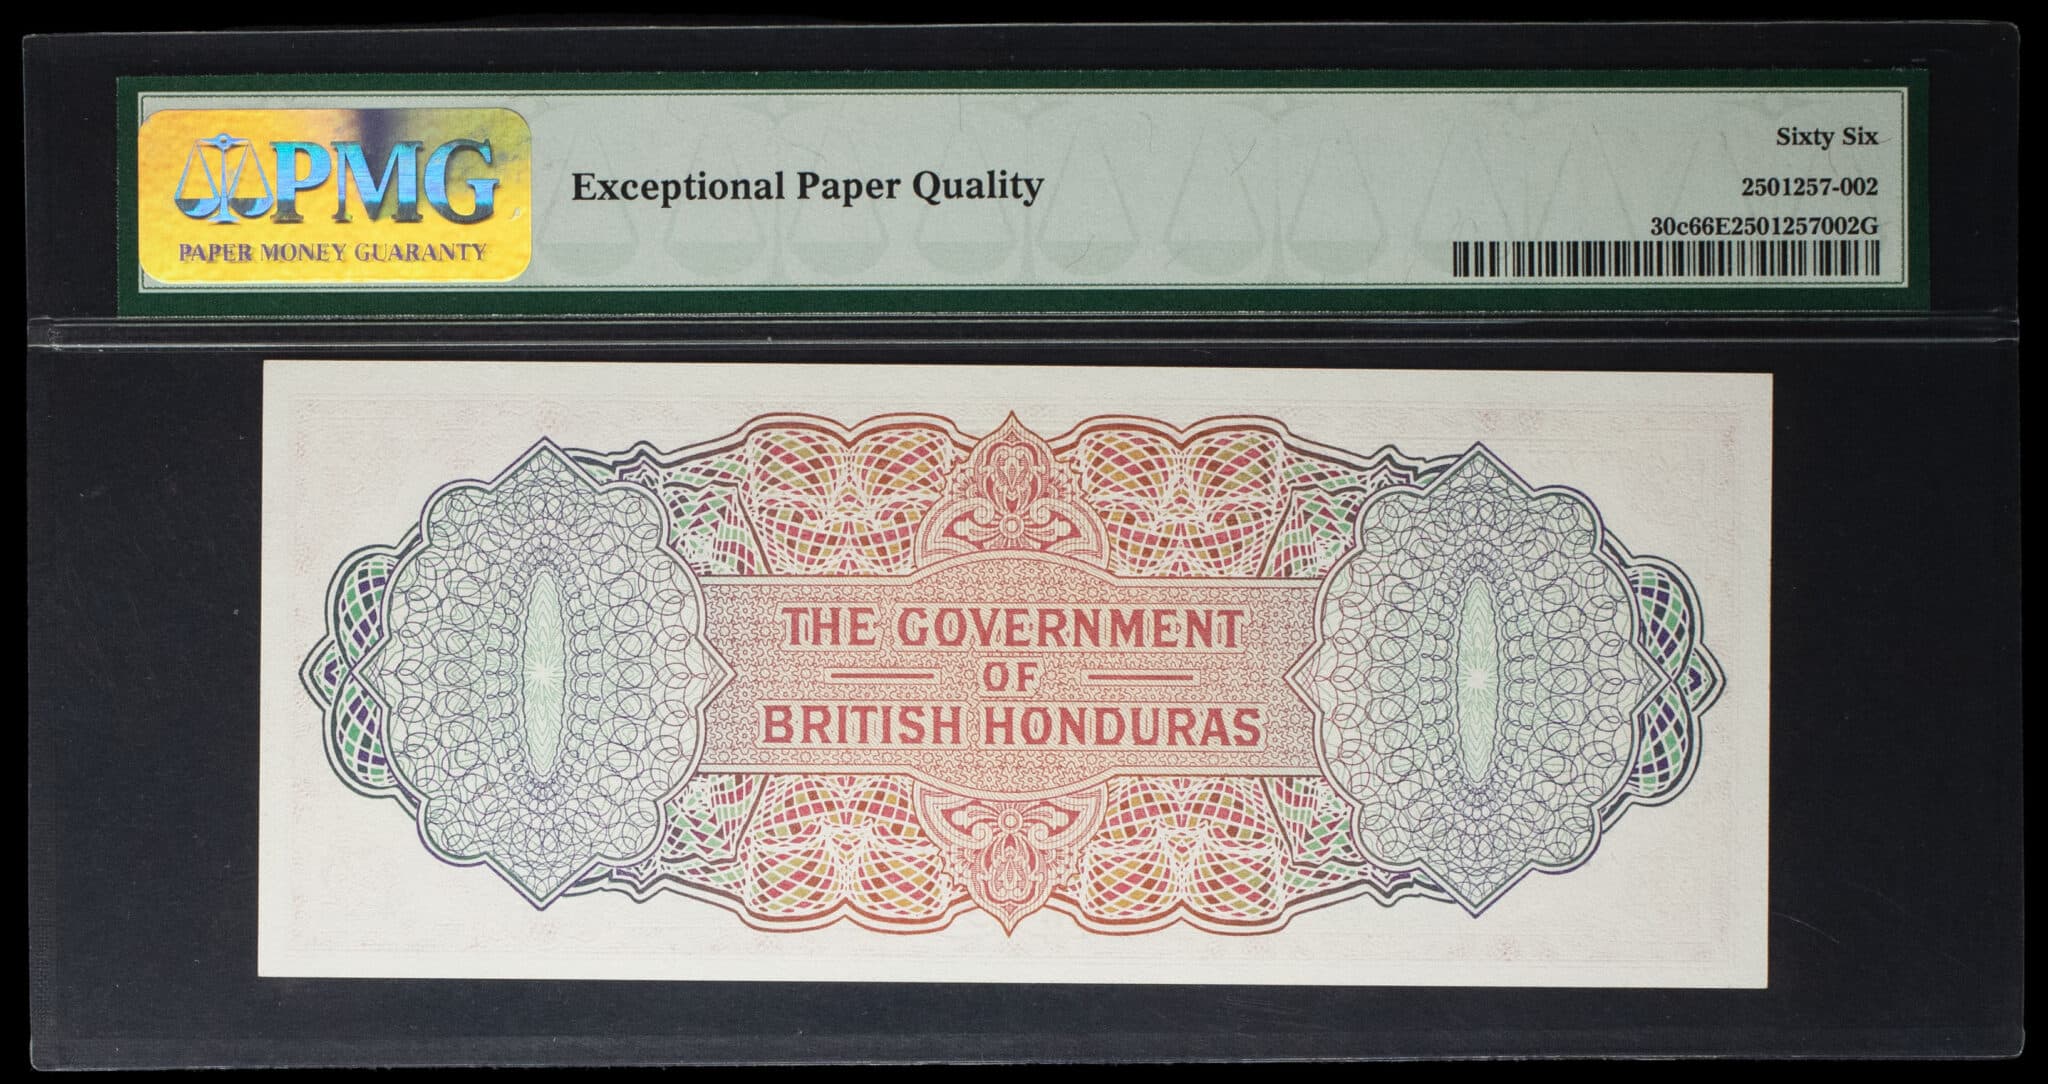 PMG
PAPER MONEY GUARANTY
Exceptional Paper Quality
Sixty Six
2501257-002
30c66E2501257002G
THE GOVERNMENT
OF
BRITISH HONDURAS